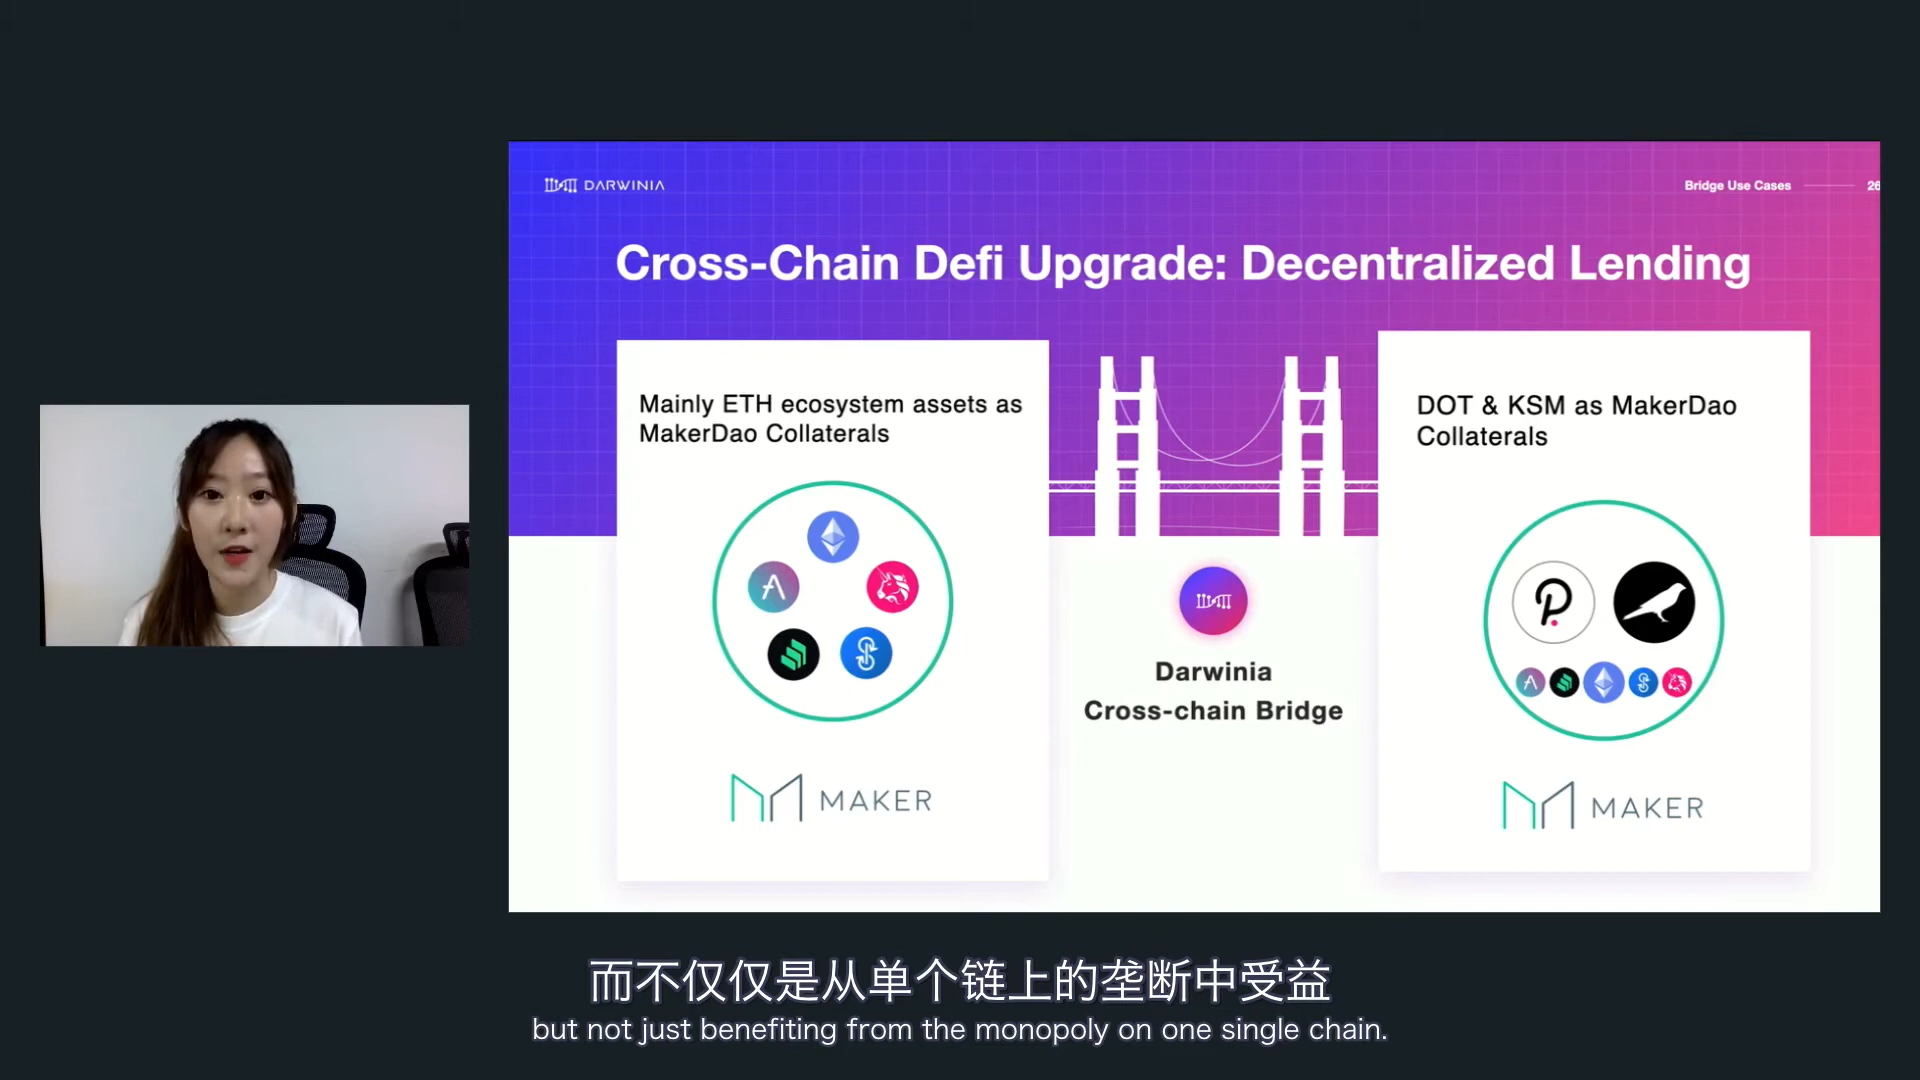 DARWINIA
Bridge Use Cases
26
Cross-Chain Defi Upgrade: Decentralized Lending
Mainly ETH ecosystem assets as
MakerDao Collaterals
MAKER
Darwinia
Cross-chain Bridge
DOT & KSM as MakerDao
Collaterals
MAKER
而不仅仅是从单个链上的垄断中受益
but not just benefiting from the monopoly on one single chain.